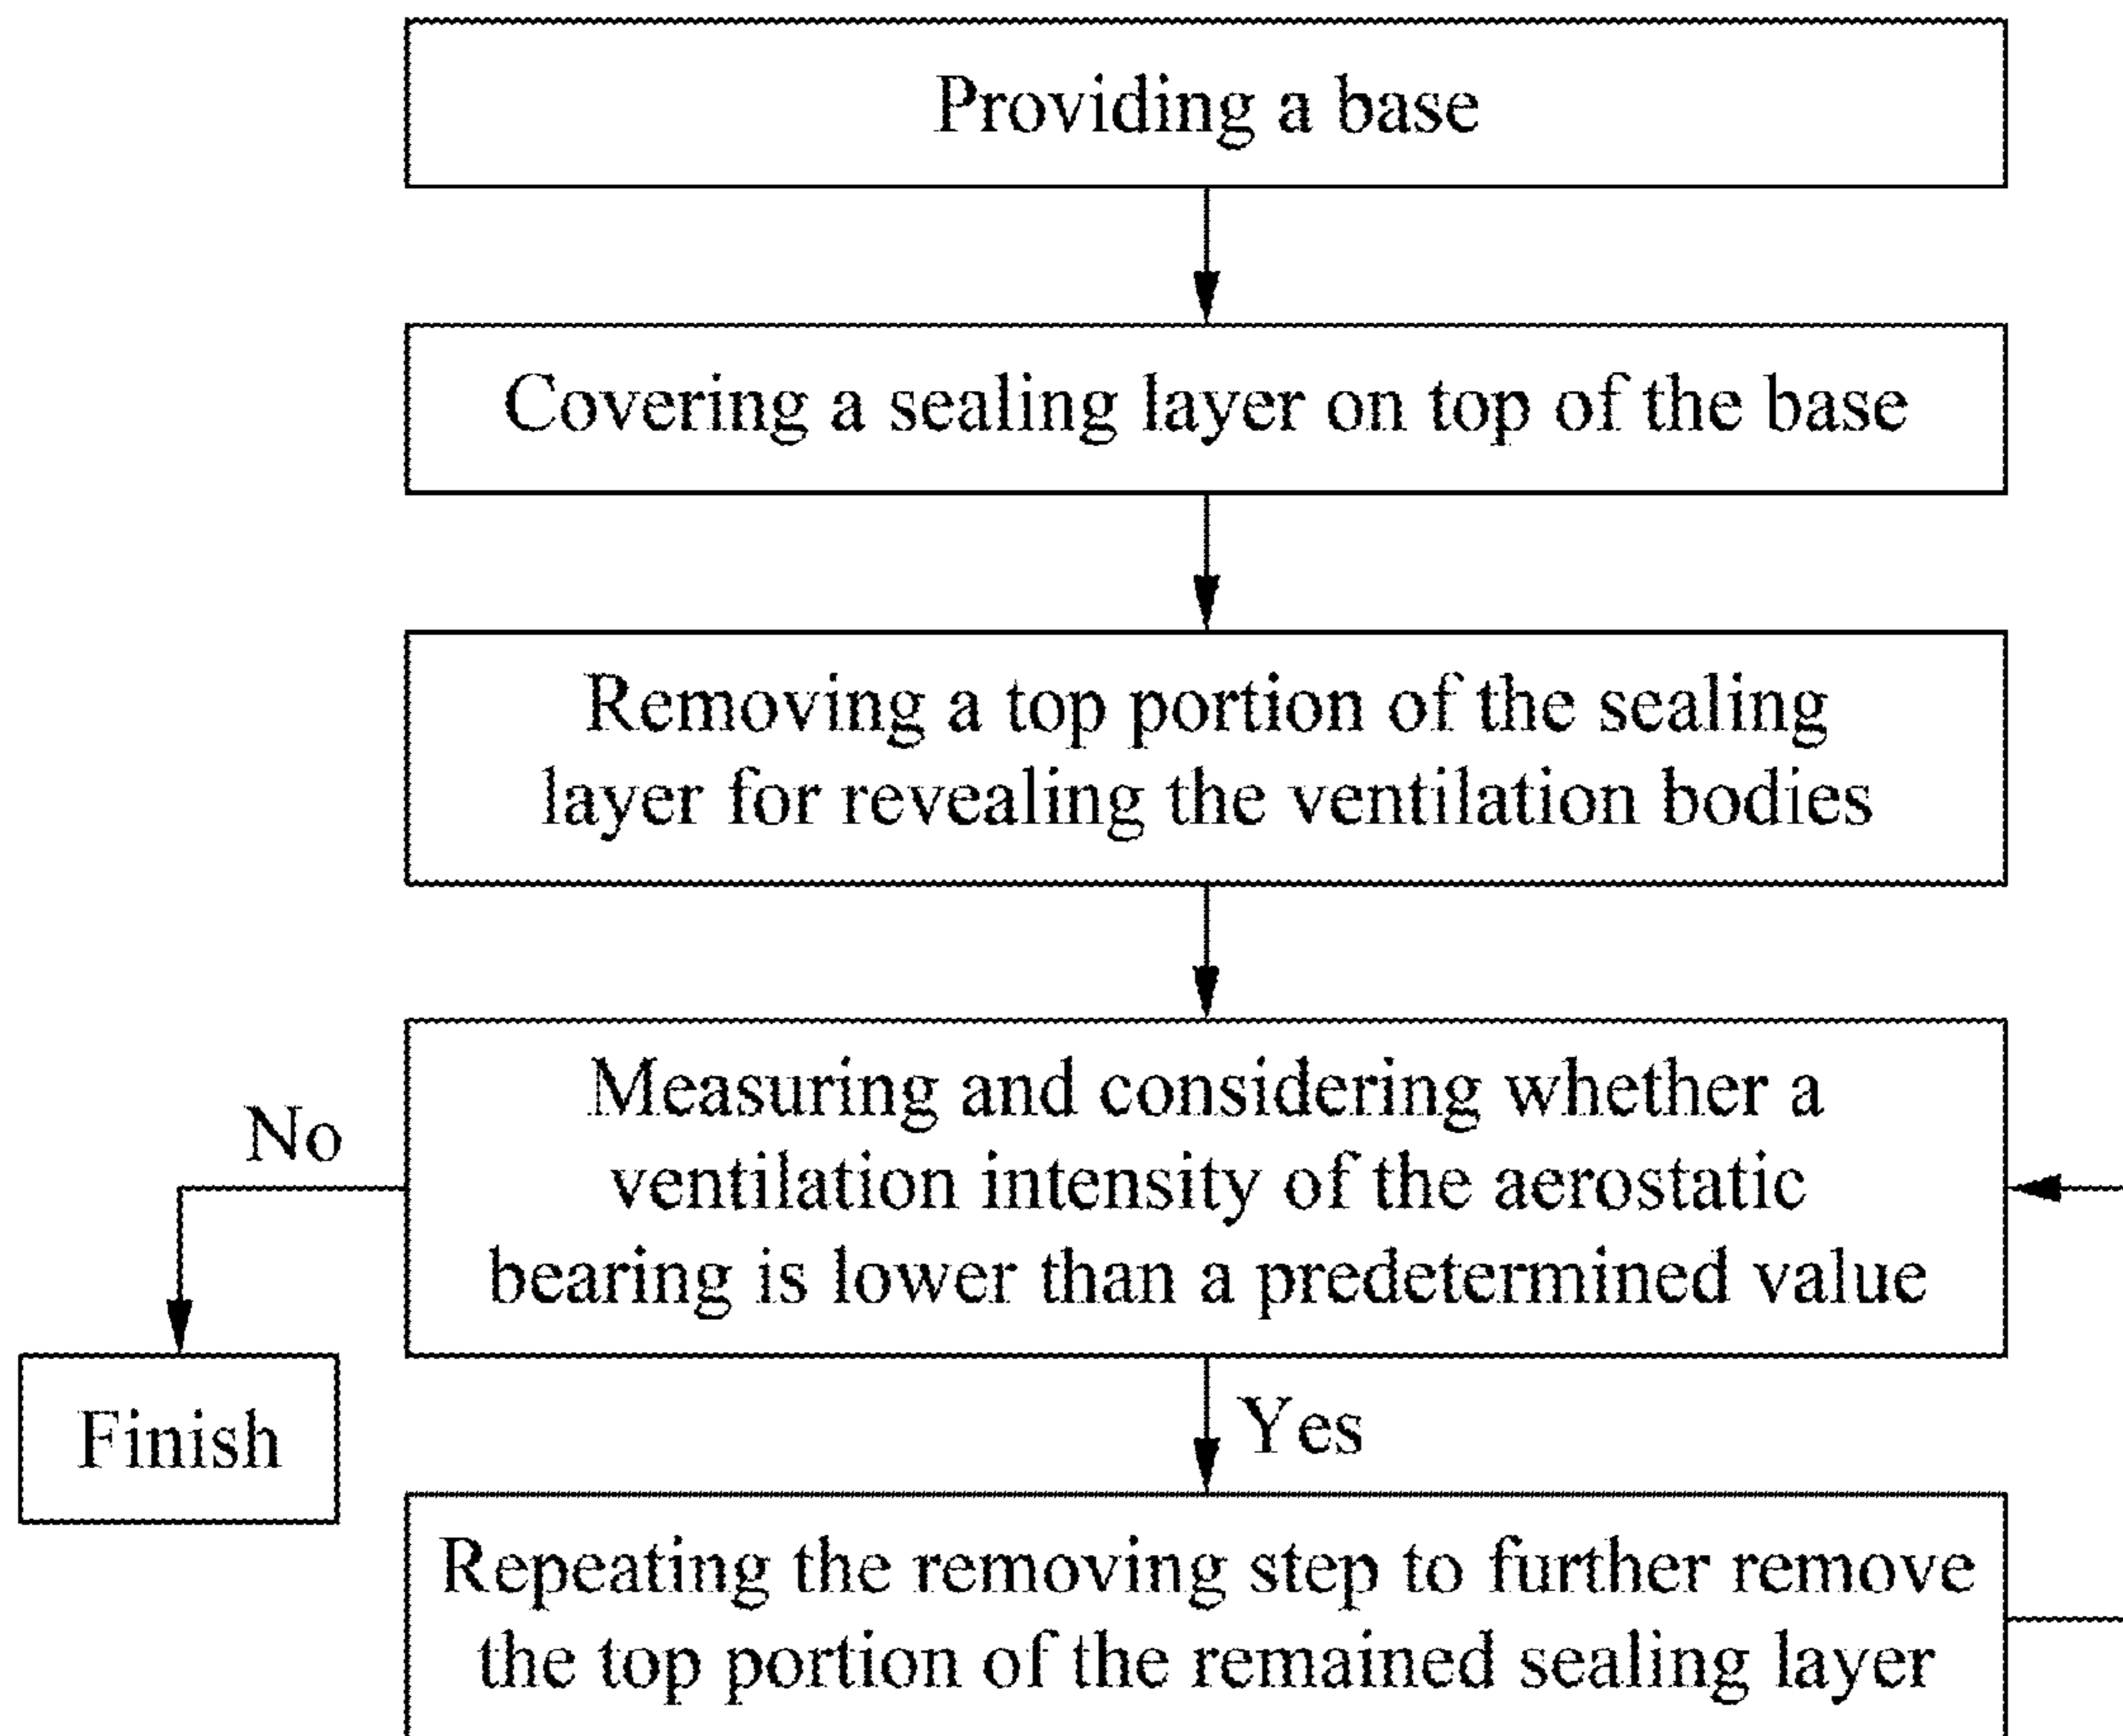 Providing a base
Covering a sealing layer on top of the base
Removing a top portion of the sealing
layer for revealing the ventilation bodies
Measuring and considering whether a
ventilation intensity of the aerostatic
bearing is lower than a predetermined value
No
Finish
Yes
Repeating the removing step to further remove
the top portion of the remained sealing layer